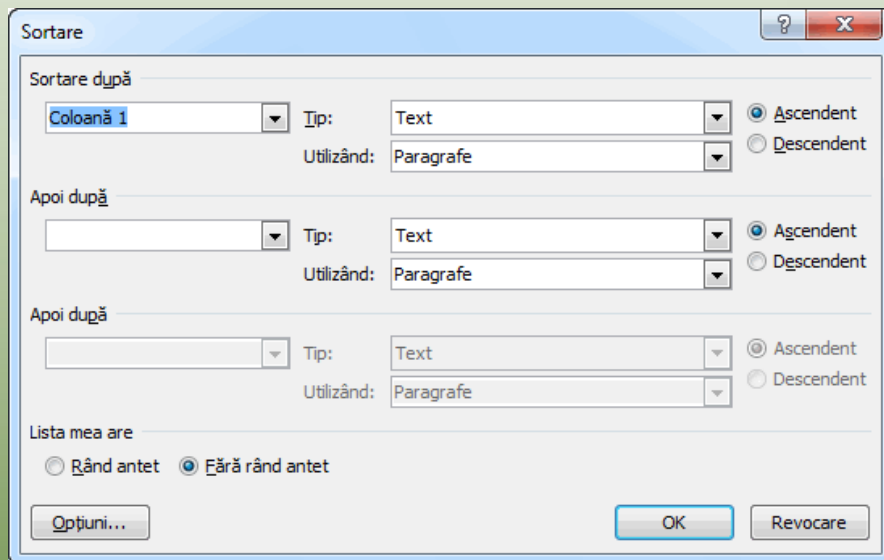 Sortare
Sortare după
Coloană 1 Tip: Text Ascendent
Descendent
Utilizând: Paragrafe
Apoi după
Tip: Text Ascendent
Descendent
Utilizând: Paragrafe
Apoi după
Tip: Text Ascendent
Descendent
Utilizând: Paragrafe
Lista mea are
Rând antet Fără rând antet
Opțiuni... OK Revocare